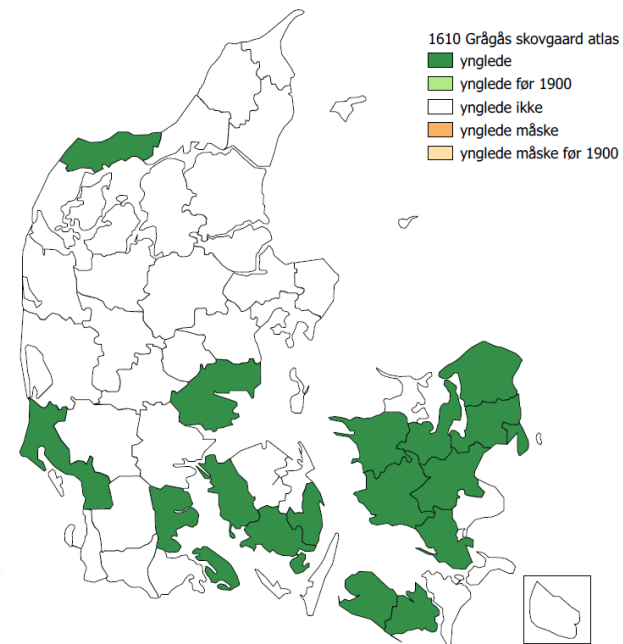 1610 Grågås skovgaard atlas
ynglede
ynglede før 1900
ynglede ikke
ynglede måske
ynglede måske før 1900